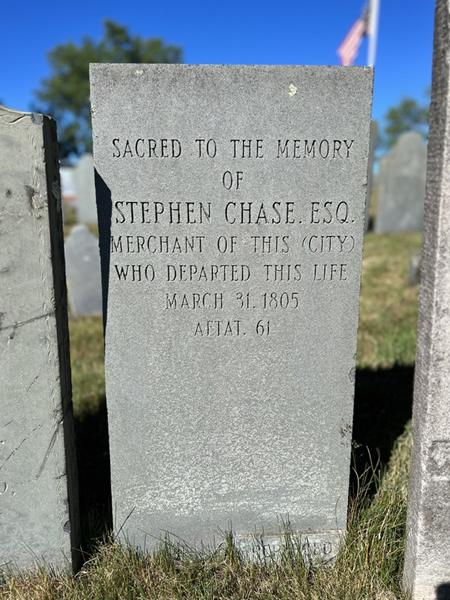 SACRED TO THE MEMORY
OF
STEPHEN CHASE. ESQ.
MERCHANT OF THIS (CITY)
WHO DEPARTED THIS LIFE
MARCH 31. 1805
AETAT. 61